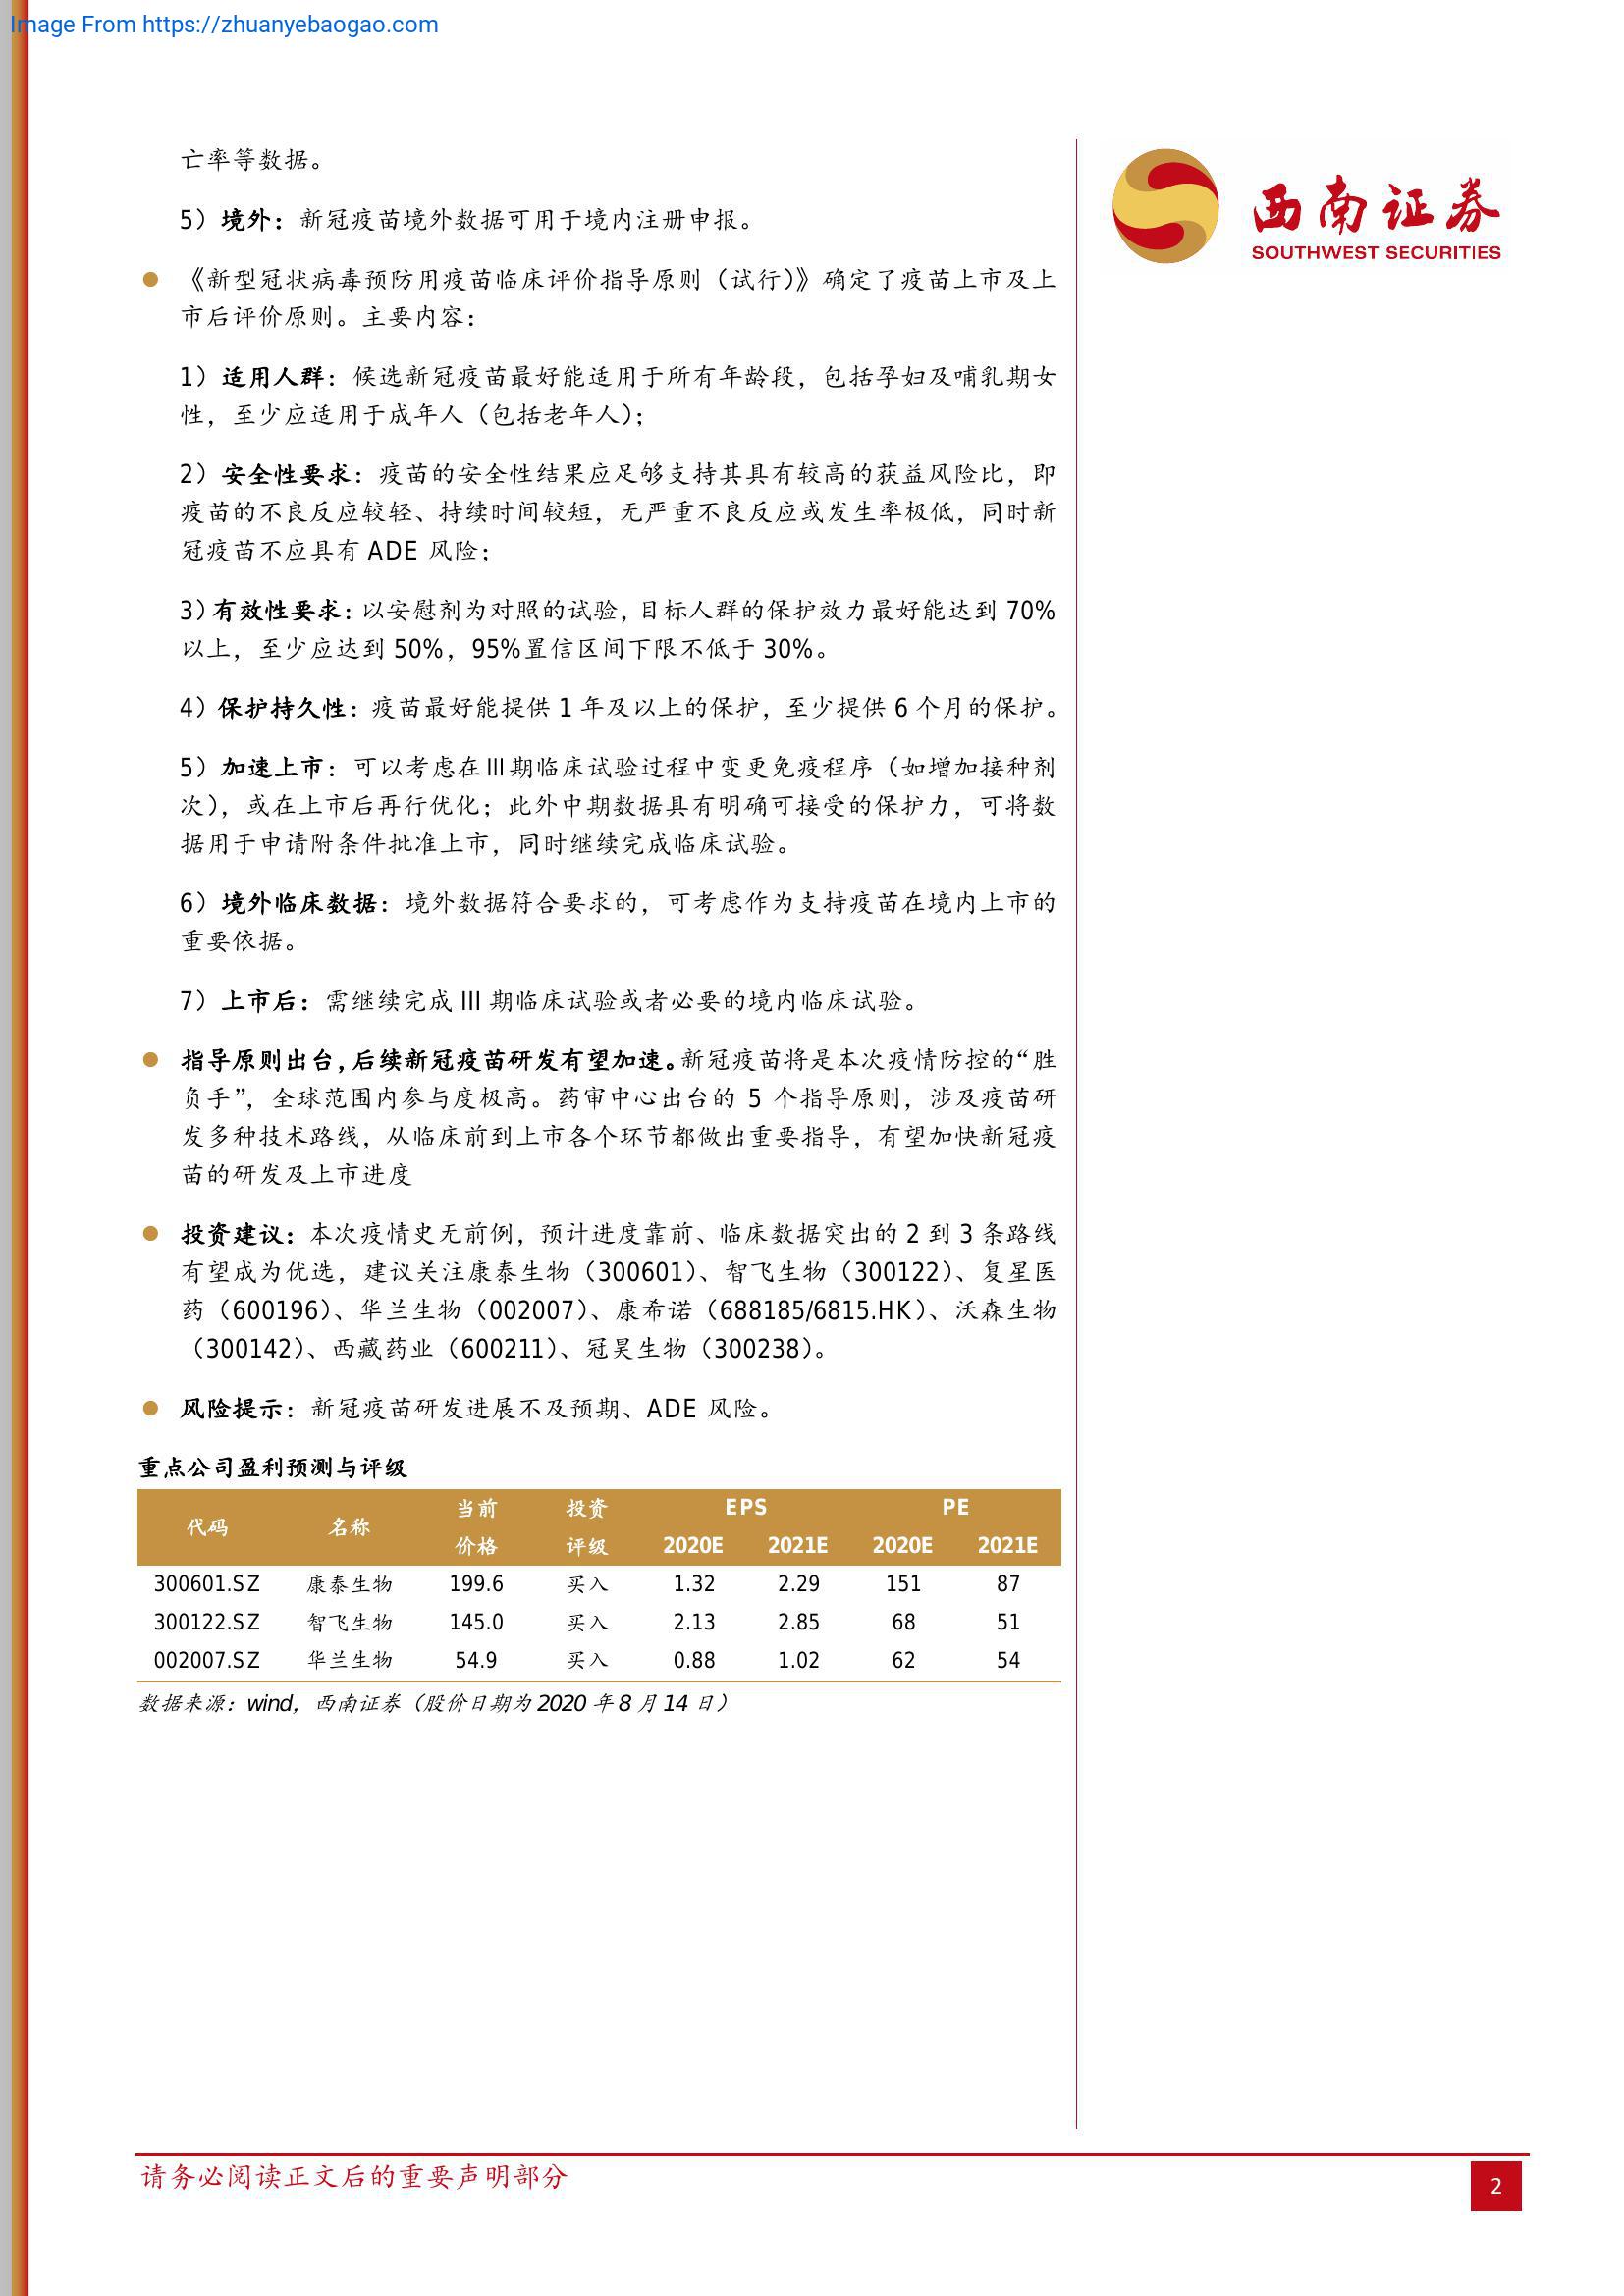 Image From https://zhuanyebaogao.com
西南证券
SOUTHWEST SECURITIES
亡率等数据。
5）境外：新冠疫苗境外数据可用于境内注册申报。
《新型冠状病毒预防用疫苗临床评价指导原则（试行）》确定了疫苗上市及上
市后评价原则。主要内容：
1）适用人群：候选新冠疫苗最好能适用于所有年龄段，包括孕妇及哺乳期女
性，至少应适用于成年人（包括老年人）；
2）安全性要求：疫苗的安全性结果应足够支持其具有较高的获益风险比，即
疫苗的不良反应较轻、持续时间较短，无严重不良反应或发生率极低，同时新
冠疫苗不应具有 ADE 风险；
3）有效性要求：以安慰剂为对照的试验，目标人群的保护效力最好能达到 70%
以上，至少应达到 50%，95%置信区间下限不低于 30%。
4）保护持久性：疫苗最好能提供 1 年及以上的保护，至少提供 6 个月的保护。
5）加速上市：可以考虑在Ⅲ期临床试验过程中变更免疫程序（如增加接种剂
次），或在上市后再行优化；此外中期数据具有明确可接受的保护力，可将数
据用于申请附条件批准上市，同时继续完成临床试验。
6）境外临床数据：境外数据符合要求的，可考虑作为支持疫苗在境内上市的
重要依据。
7）上市后：需继续完成 III 期临床试验或者必要的境内临床试验。
指导原则出台，后续新冠疫苗研发有望加速。新冠疫苗将是本次疫情防控的“胜
负手”，全球范围内参与度极高。药审中心出台的 5 个指导原则，涉及疫苗研
发多种技术路线，从临床前到上市各个环节都做出重要指导，有望加快新冠疫
苗的研发及上市进度
投资建议：本次疫情史无前例，预计进度靠前、临床数据突出的 2 到 3 条路线
有望成为优选，建议关注康泰生物（300601）、智飞生物（300122）、复星医
药（600196）、华兰生物（002007）、康希诺（688185/6815.HK）、沃森生物
（300142）、西藏药业（600211）、冠昊生物（300238）。
风险提示：新冠疫苗研发进展不及预期、ADE 风险。
重点公司盈利预测与评级
代码 名称 当前 投资 EPS PE
价格 评级 2020E 2021E 2020E 2021E
300601.SZ 康泰生物 199.6 买入 1.32 2.29 151 87
300122.SZ 智飞生物 145.0 买入 2.13 2.85 68 51
002007.SZ 华兰生物 54.9 买入 0.88 1.02 62 54
数据来源：wind，西南证券（股价日期为 2020 年 8 月 14 日）
请务必阅读正文后的重要声明部分
2